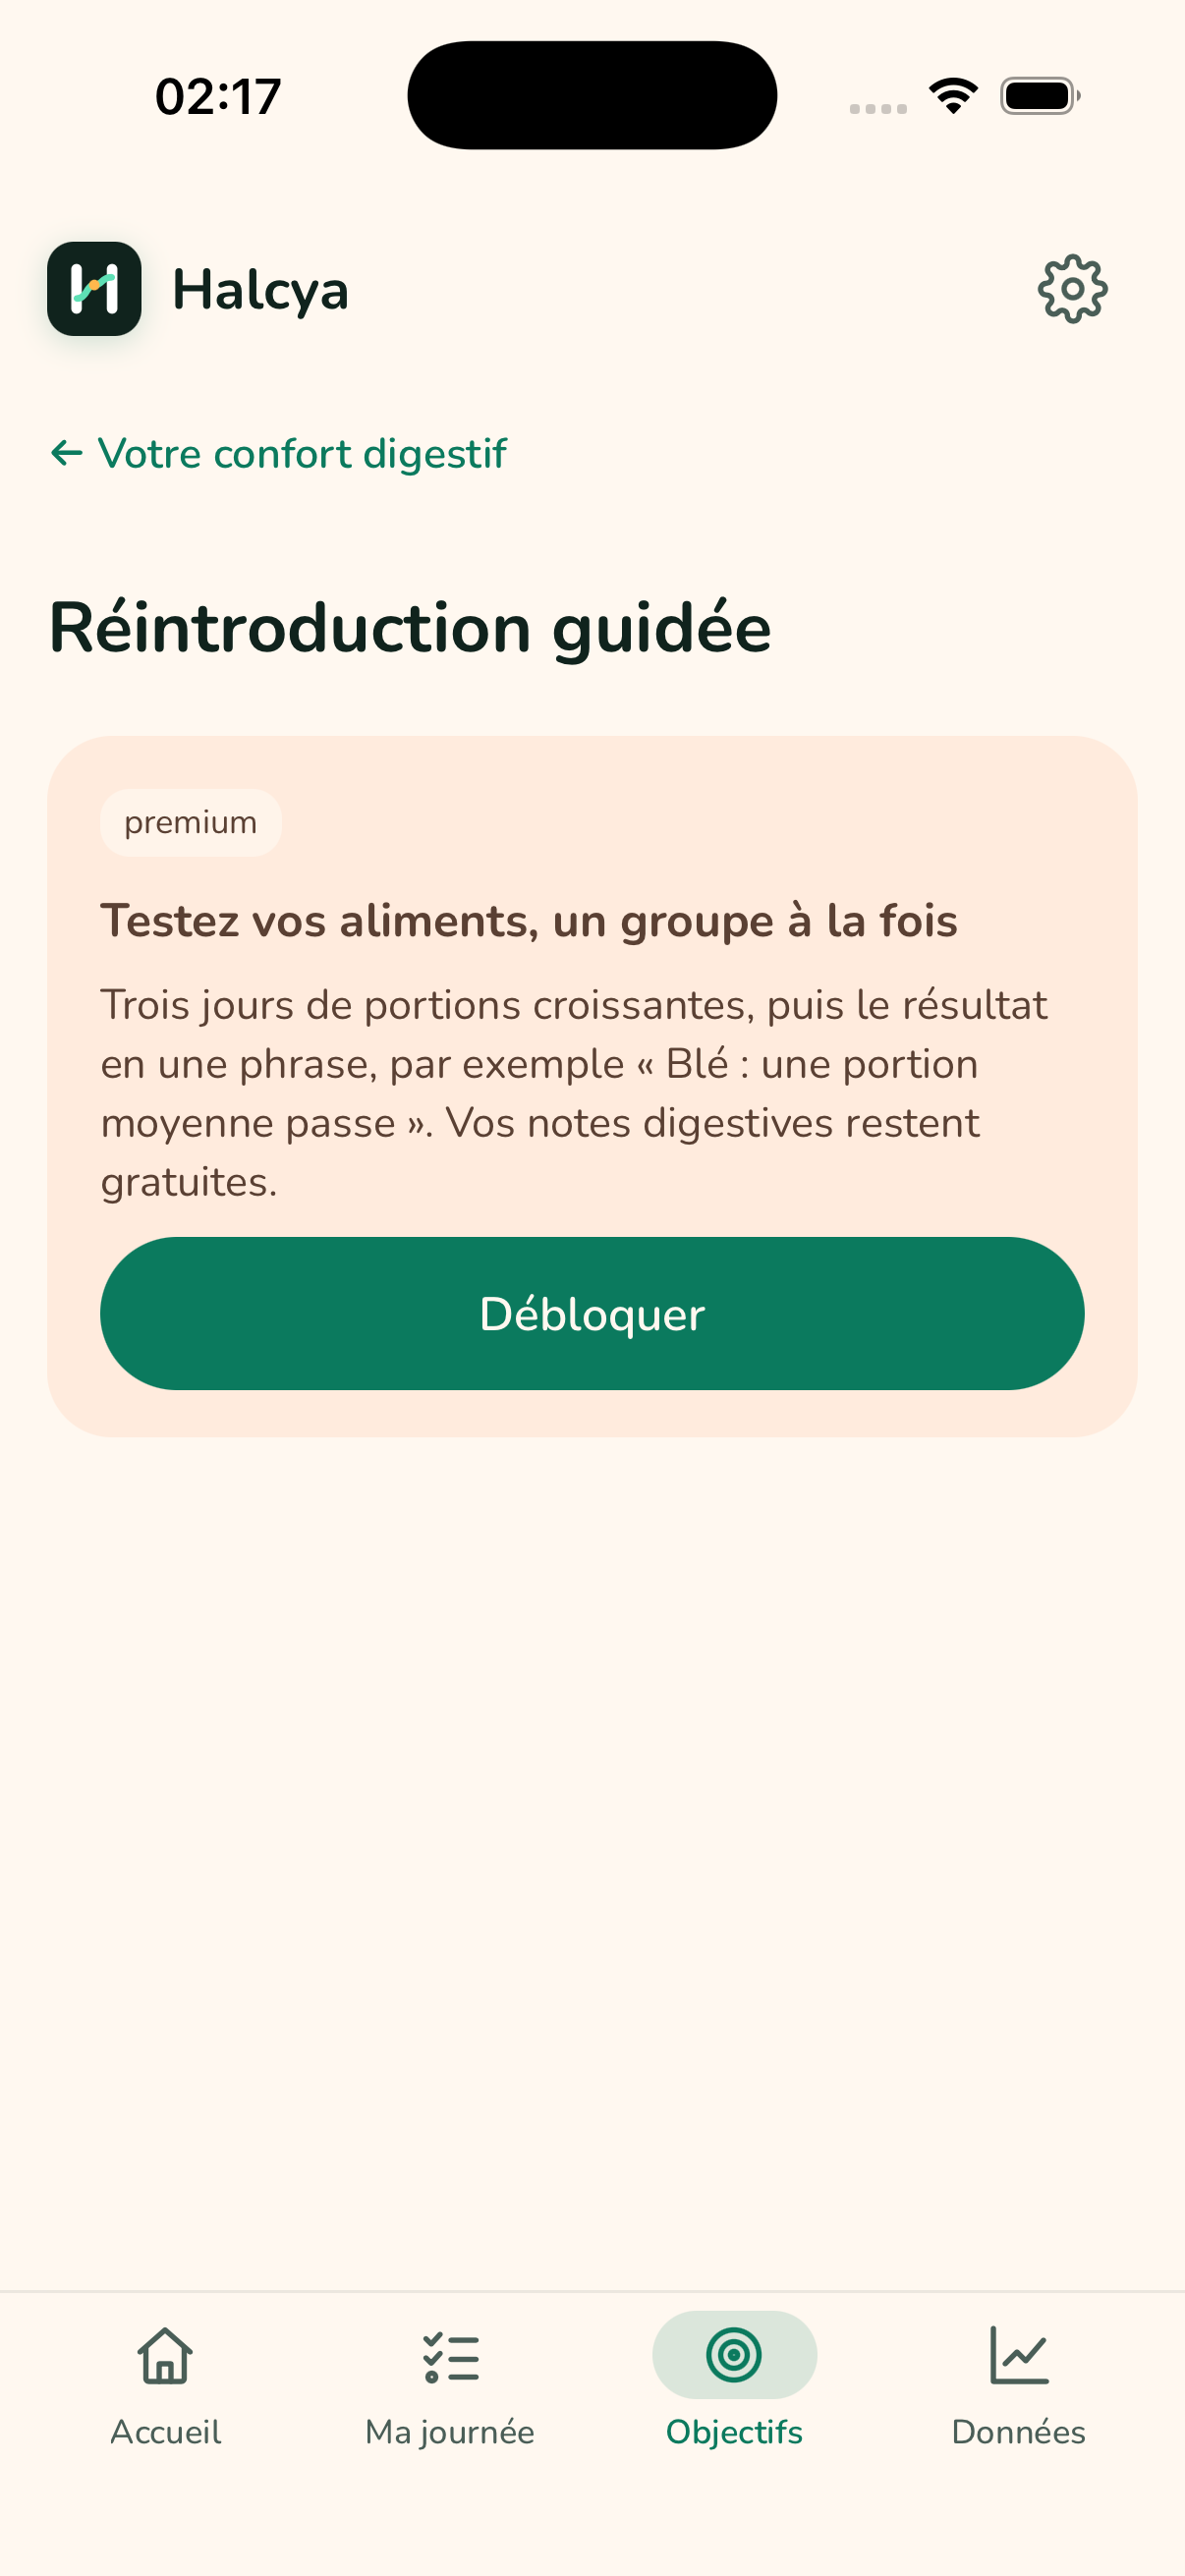 02:17
Halcya
← Votre confort digestif
Réintroduction guidée
premium
Testez vos aliments, un groupe à la fois
Trois jours de portions croissantes, puis le résultat
en une phrase, par exemple « Blé : une portion
moyenne passe ». Vos notes digestives restent
gratuites.
Débloquer
Accueil
Ma journée
Objectifs
Données